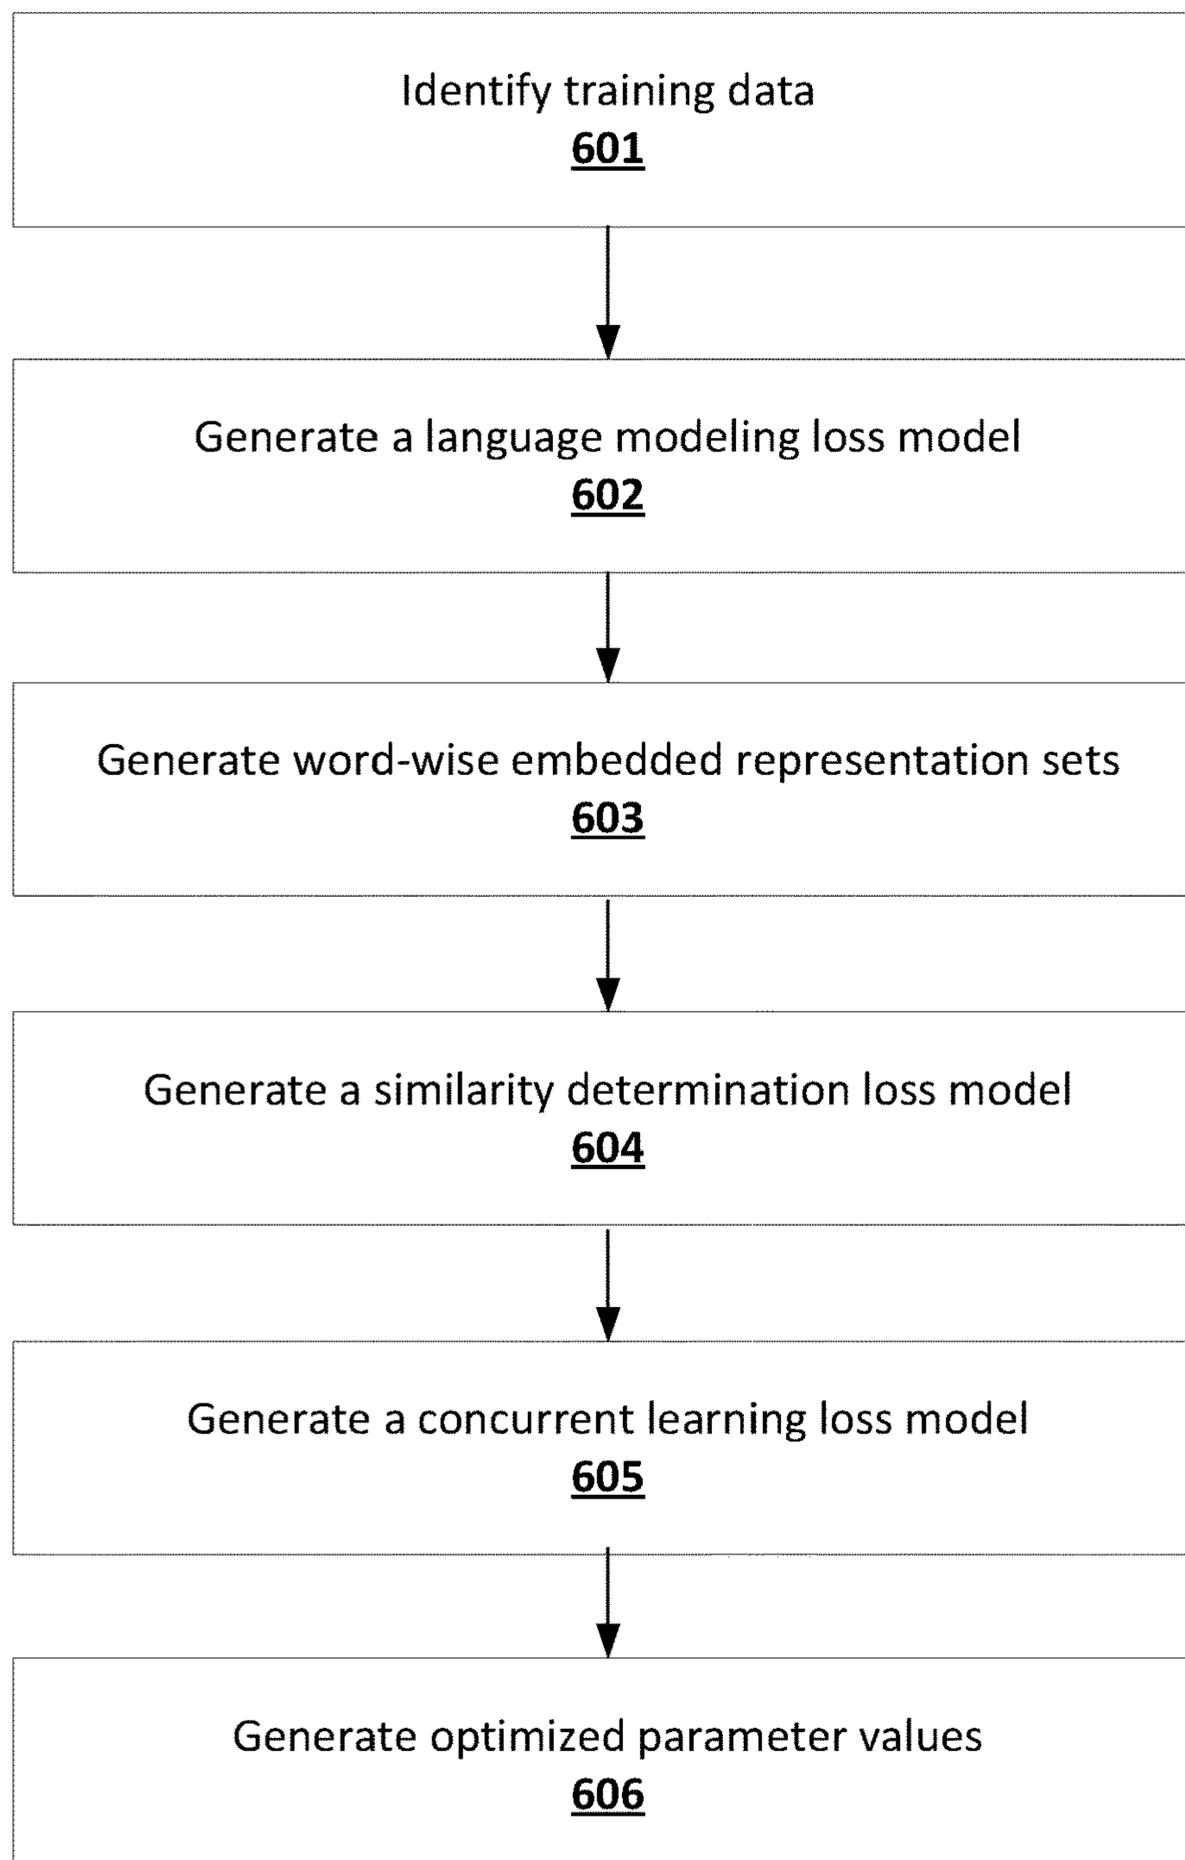 Identify training data
601
Generate a language modeling loss model
602
Generate word-wise embedded representation sets
603
Generate a similarity determination loss model
604
Generate a concurrent learning loss model
605
Generate optimized parameter values
606